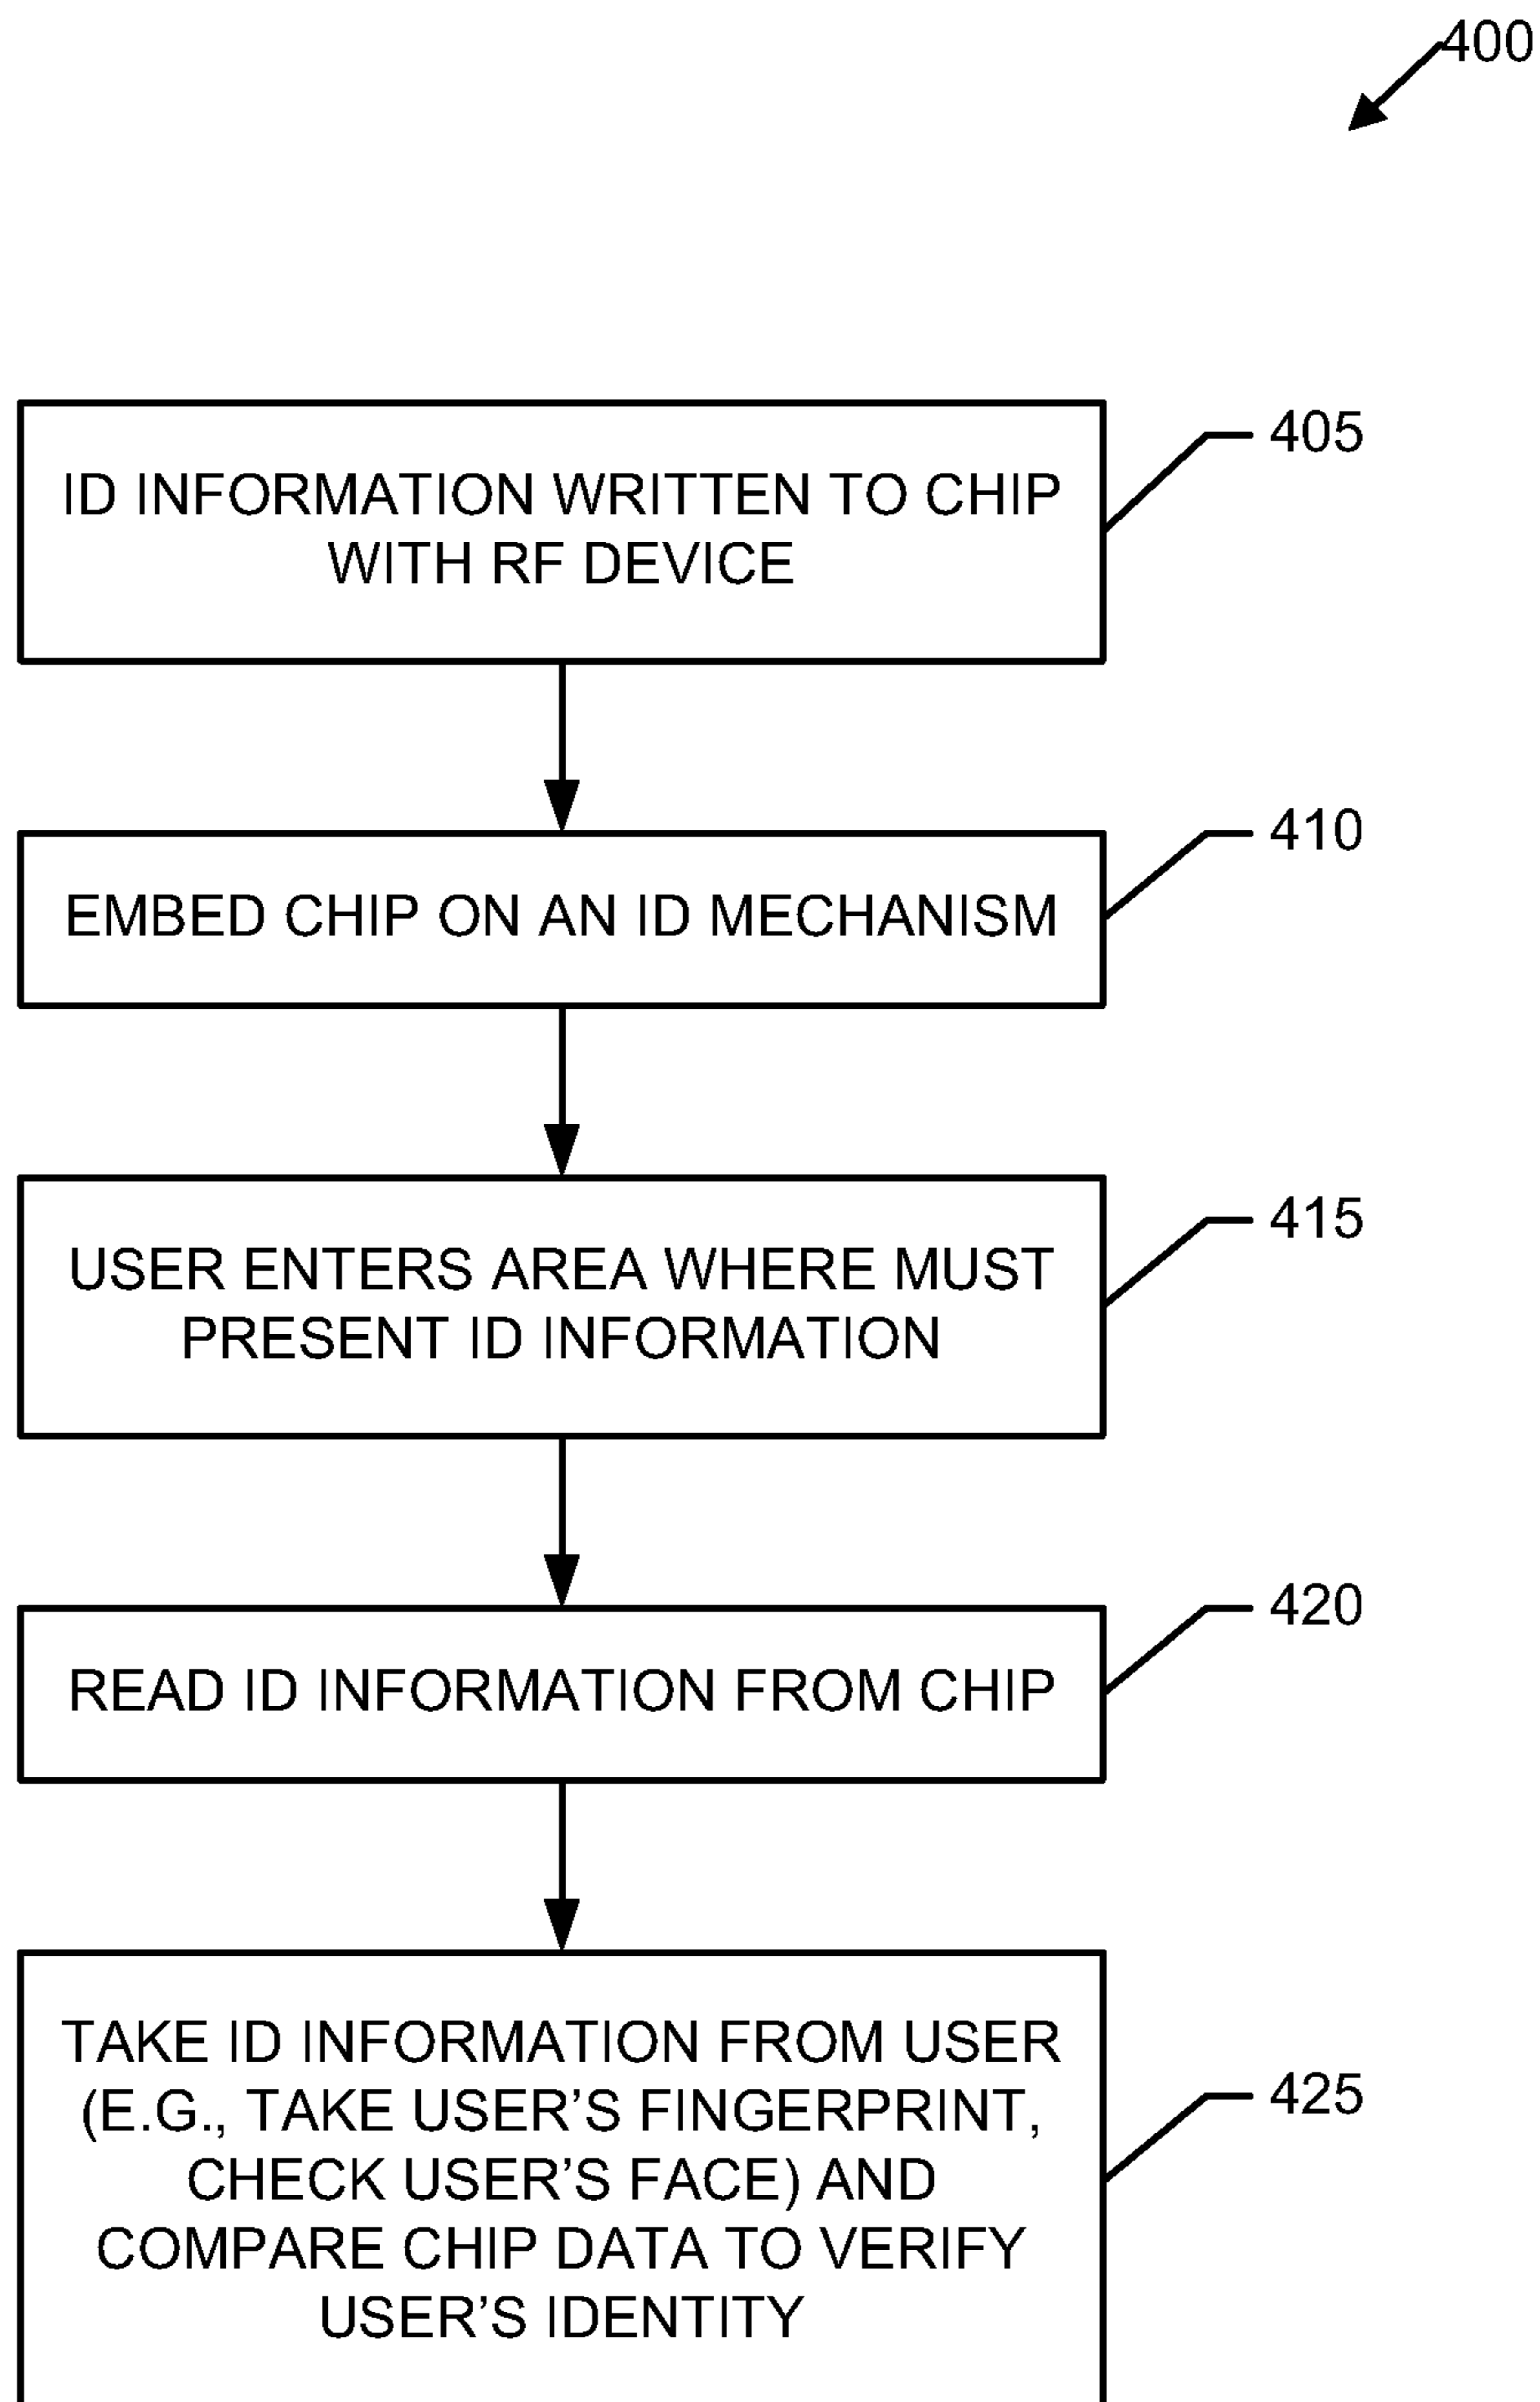 400
ID INFORMATION WRITTEN TO CHIP
WITH RF DEVICE
405
EMBED CHIP ON AN ID MECHANISM
410
USER ENTERS AREA WHERE MUST
PRESENT ID INFORMATION
415
READ ID INFORMATION FROM CHIP
420
TAKE ID INFORMATION FROM USER
(E.G., TAKE USER’S FINGERPRINT,
CHECK USER’S FACE) AND
COMPARE CHIP DATA TO VERIFY
USER’S IDENTITY
425